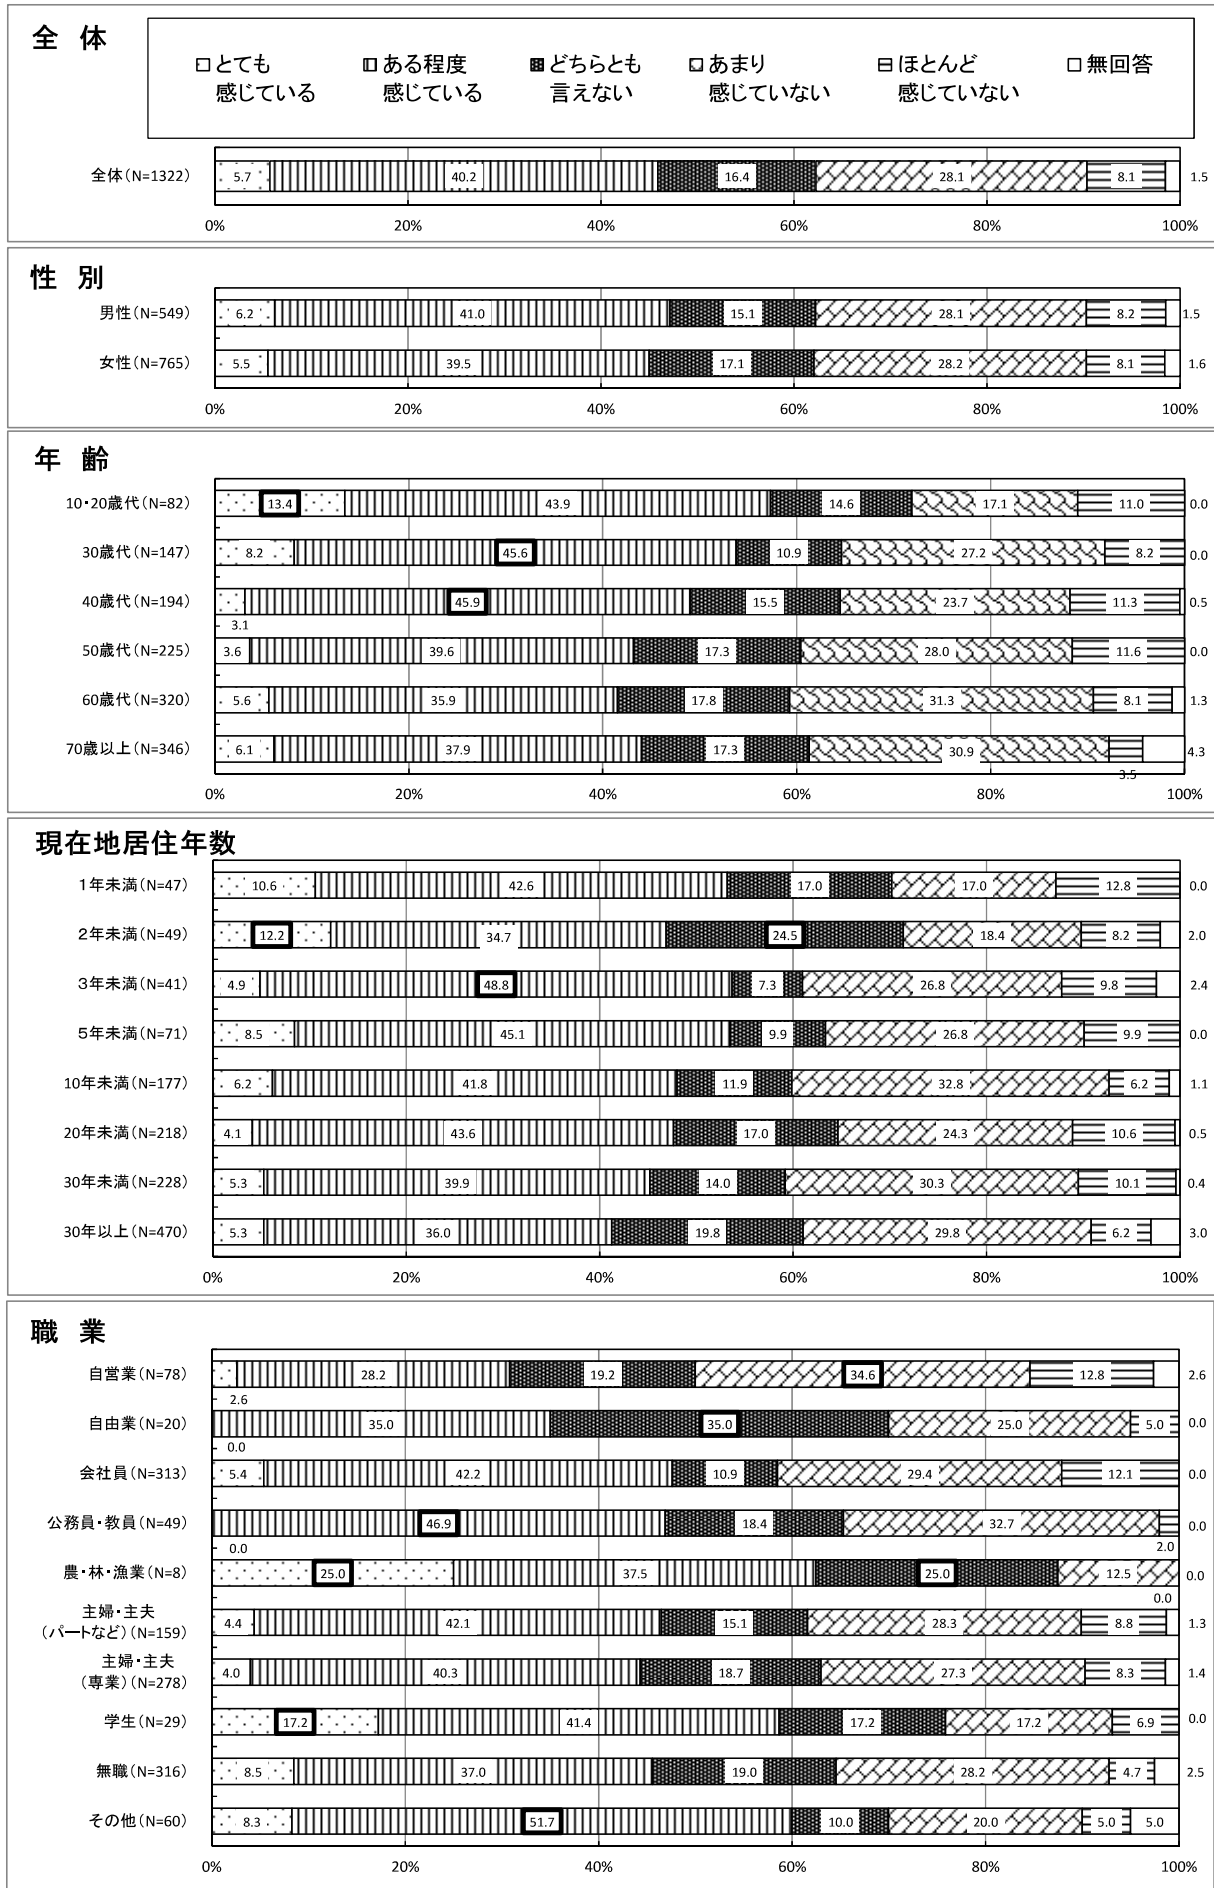 全 体
とても 感じている
ある程度 感じている
どちらとも 言えない
あまり 感じていない
ほとんど 感じていない
無回答
全体(N=1322) 5.7 40.2 16.4 28.1 8.1 1.5
0% 20% 40% 60% 80% 100%
性 別
男性(N=549) 6.2 41.0 15.1 28.1 8.2 1.5
女性(N=765) 5.5 39.5 17.1 28.2 8.1 1.6
0% 20% 40% 60% 80% 100%
年 齢
10・20歳代(N=82) 13.4 43.9 14.6 17.1 11.0 0.0
30歳代(N=147) 8.2 45.6 10.9 27.2 8.2 0.0
40歳代(N=194) 3.1 45.9 15.5 23.7 11.3 0.5
50歳代(N=225) 3.6 39.6 17.3 28.0 11.6 0.0
60歳代(N=320) 5.6 35.9 17.8 31.3 8.1 1.3
70歳以上(N=346) 6.1 37.9 17.3 30.9 3.5 4.3
0% 20% 40% 60% 80% 100%
現在地居住年数
1年未満(N=47) 10.6 42.6 17.0 17.0 12.8 0.0
2年未満(N=49) 12.2 34.7 24.5 18.4 8.2 2.0
3年未満(N=41) 4.9 48.8 7.3 26.8 9.8 2.4
5年未満(N=71) 8.5 45.1 9.9 26.8 9.9 0.0
10年未満(N=177) 6.2 41.8 11.9 32.8 6.2 1.1
20年未満(N=218) 4.1 43.6 17.0 24.3 10.6 0.5
30年未満(N=228) 5.3 39.9 14.0 30.3 10.1 0.4
30年以上(N=470) 5.3 36.0 19.8 29.8 6.2 3.0
0% 20% 40% 60% 80% 100%
職 業
自営業(N=78) 2.6 28.2 19.2 34.6 12.8 2.6
自由業(N=20) 0.0 35.0 35.0 25.0 5.0 0.0
会社員(N=313) 5.4 42.2 10.9 29.4 12.1 0.0
公務員・教員(N=49) 0.0 46.9 18.4 32.7 2.0 0.0
農・林・漁業(N=8) 25.0 37.5 25.0 12.5 0.0 0.0
主婦・主夫
(パートなど)(N=159) 4.4 42.1 15.1 28.3 8.8 1.3
主婦・主夫
(専業)(N=278) 4.0 40.3 18.7 27.3 8.3 1.4
学生(N=29) 17.2 41.4 17.2 17.2 6.9 0.0
無職(N=316) 8.5 37.0 19.0 28.2 4.7 2.5
その他(N=60) 8.3 51.7 10.0 20.0 5.0 5.0
0% 20% 40% 60% 80% 100%